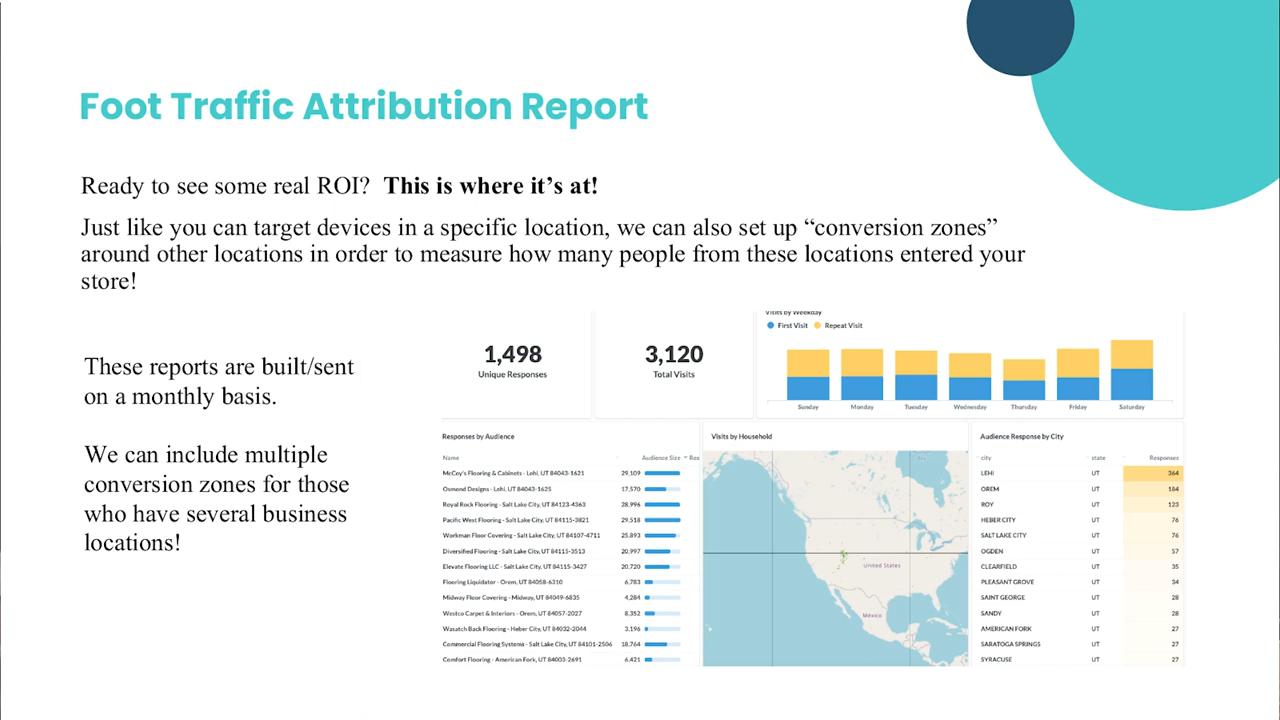 Foot Traffic Attribution Report
Ready to see some real ROI? This is where it’s at!
Just like you can target devices in a specific location, we can also set up “conversion zones”
around other locations in order to measure how many people from these locations entered your
store!
These reports are built/sent
on a monthly basis.
We can include multiple
conversion zones for those
who have several business
locations!
1,498
Unique Responses
3,120
Total Visits
Visits by Weekday
First Visit Repeat Visit
Sunday Monday Tuesday Wednesday Thursday Friday Saturday
Responses by Audience
Name Audience Size Res
McCoy's Flooring & Cabinets - Lehi, UT 84043-1621 29,109
Osmond Designs - Lehi, UT 84043-1625 17,570
Royal Rock Flooring - Salt Lake City, UT 84123-4363 28,996
Pacific West Flooring - Salt Lake City, UT 84115-3821 29,518
Workman Floor Covering - Salt Lake City, UT 84107-4711 25,893
Diversified Flooring - Salt Lake City, UT 84115-3513 20,997
Elevate Flooring LLC - Salt Lake City, UT 84115-3427 20,720
Flooring Liquidator - Orem, UT 84058-6310 6,783
Midway Floor Covering - Midway, UT 84049-6835 4,284
Westco Carpet & Interiors - Orem, UT 84057-2027 8,352
Wasatch Back Flooring - Heber City, UT 84032-2044 3,196
Commercial Flooring Systems - Salt Lake City, UT 84101-2506 18,764
Comfort Flooring - American Fork, UT 84003-2691 6,421
Visits by Household
United States
México
Audience Response by City
city state Responses
LEHI UT 364
OREM UT 184
ROY UT 123
HEBER CITY UT 76
SALT LAKE CITY UT 76
OGDEN UT 57
CLEARFIELD UT 35
PLEASANT GROVE UT 34
SAINT GEORGE UT 28
SANDY UT 28
AMERICAN FORK UT 27
SARATOGA SPRINGS UT 27
SYRACUSE UT 27